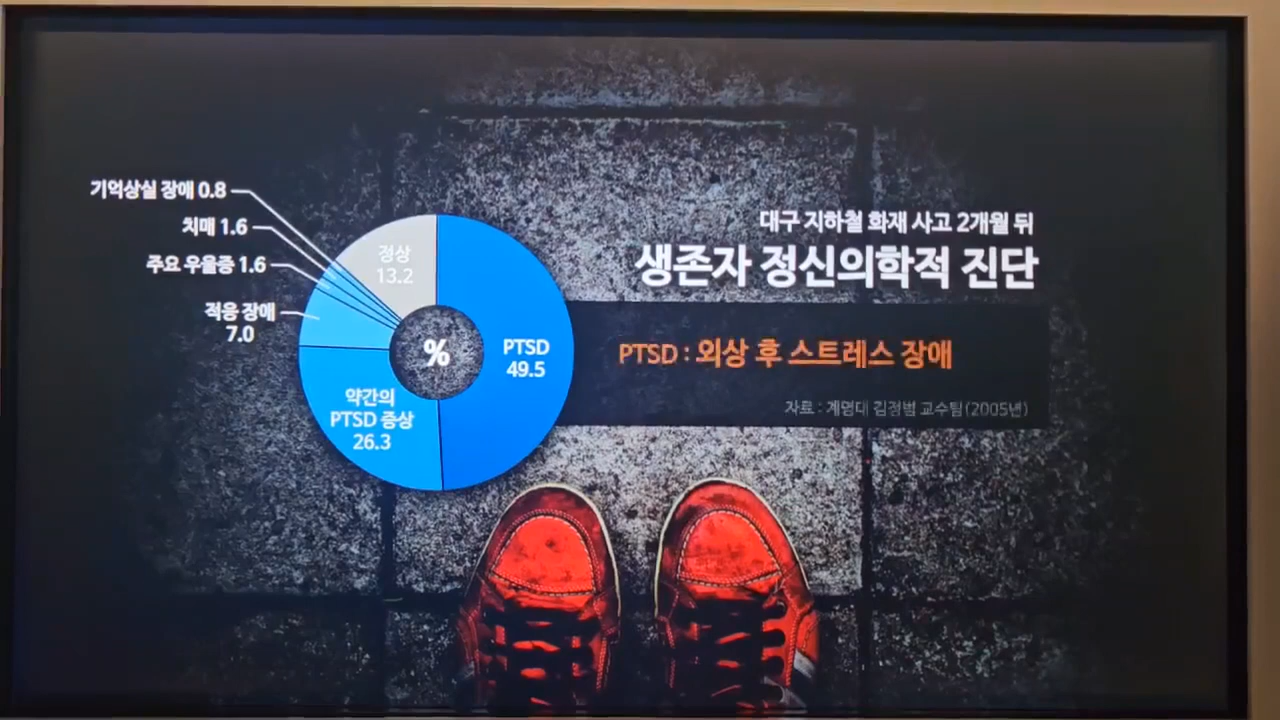 대구 지하철 화재 사고 2개월 뒤
생존자 정신의학적 진단
PTSD : 외상 후 스트레스 장애
자료 : 계명대 김정범 교수팀(2005년)
기억상실 장애 0.8
치매 1.6
주요 우울증 1.6
적응 장애
7.0
정상
13.2
%
PTSD
49.5
약간의
PTSD 증상
26.3